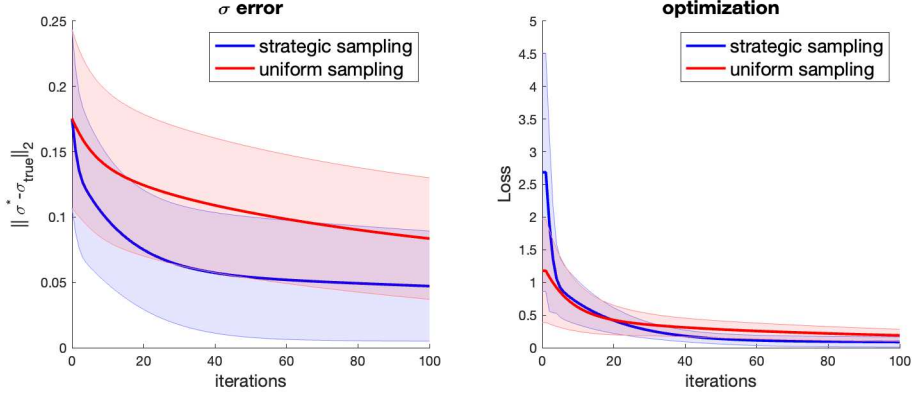 σ error
0.25
0.2
0.15
0.1
0.05
0
|| σ* -σtrue||2
0
20
40
60
80
100
iterations
strategic sampling
uniform sampling
optimization
5
4.5
4
3.5
3
2.5
2
1.5
1
0.5
0
Loss
0
20
40
60
80
100
iterations
strategic sampling
uniform sampling